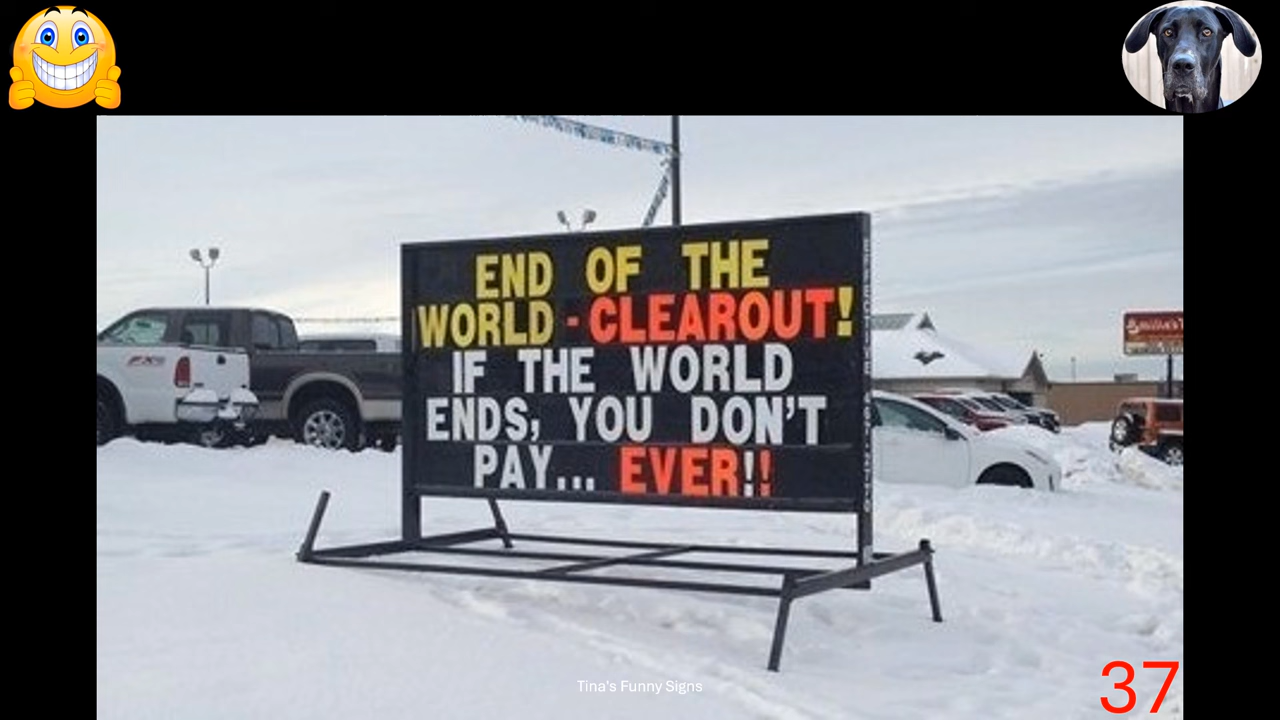 END OF THE
WORLD - CLEAROUT!
IF THE WORLD
ENDS, YOU DON'T
PAY... EVER!!
Tina's Funny Signs
37